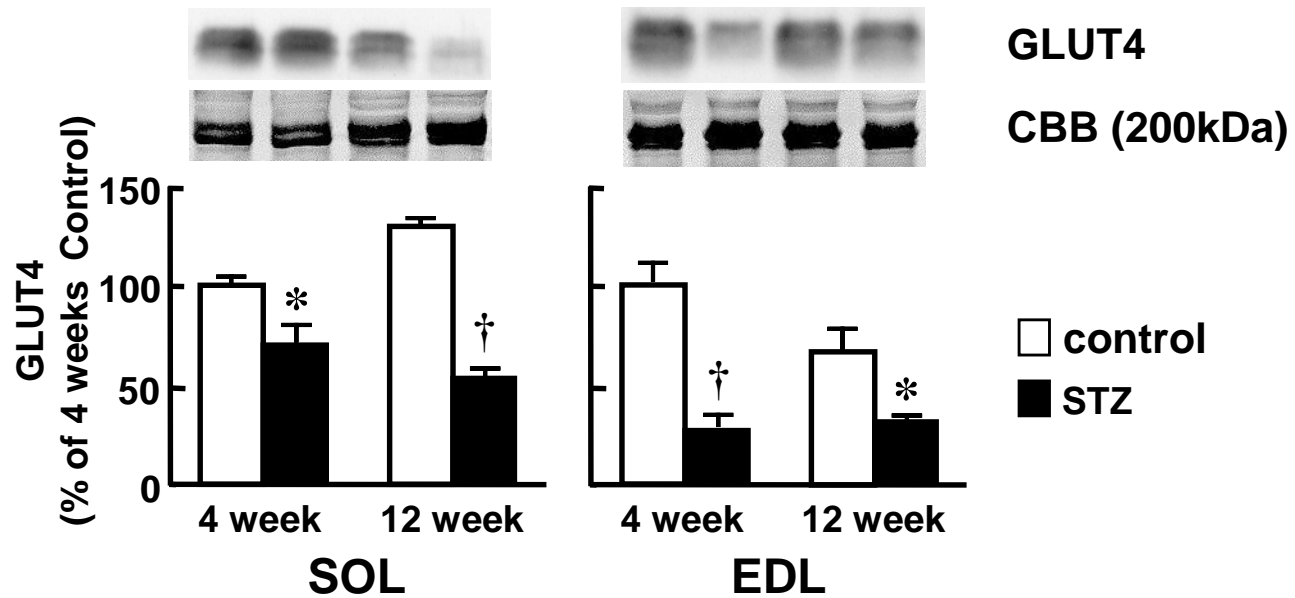 GLUT4
CBB (200kDa)
GLUT4
(% of 4 weeks Control)
150
100
50
0
*
†
†
*
control
STZ
4 week
12 week
4 week
12 week
SOL
EDL